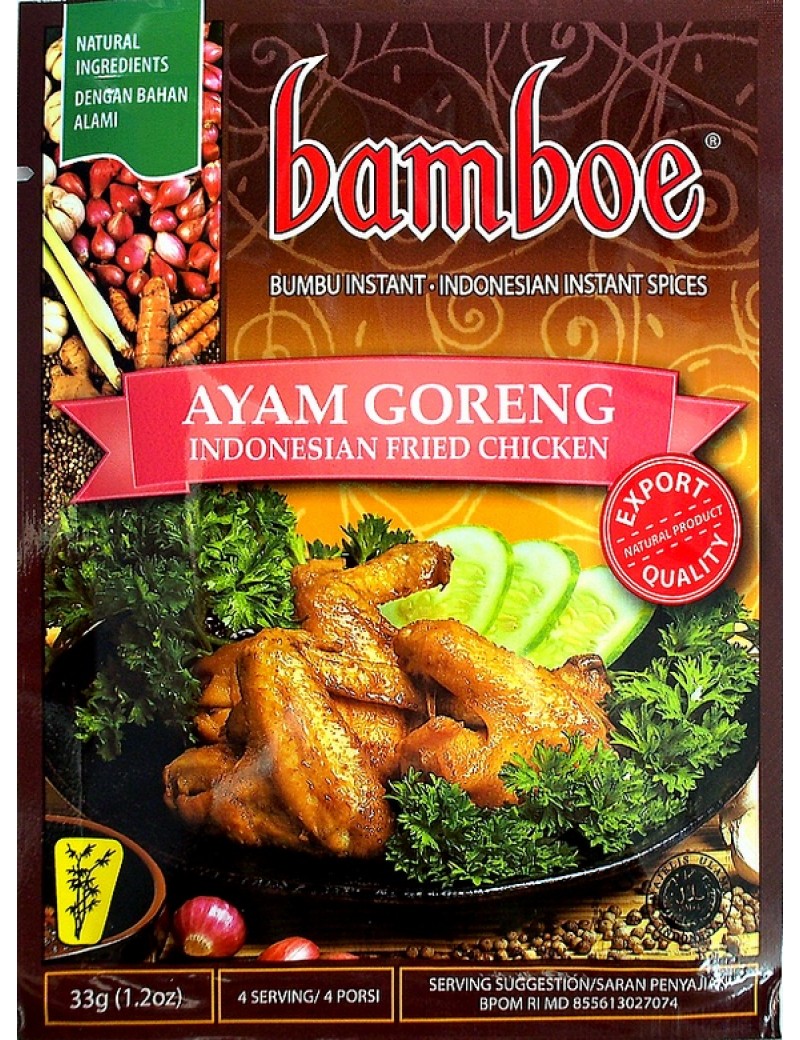 NATURAL
INGREDIENTS
DENGAN BAHAN
ALAMI
bamboe®
BUMBU INSTANT · INDONESIAN INSTANT SPICES
AYAM GORENG
INDONESIAN FRIED CHICKEN
EXPORT
NATURAL PRODUCT
QUALITY
33g (1.2oz)
4 SERVING/ 4 PORSI
SERVING SUGGESTION/SARAN PENYAJIAN
BPOM RI MD 855613027074